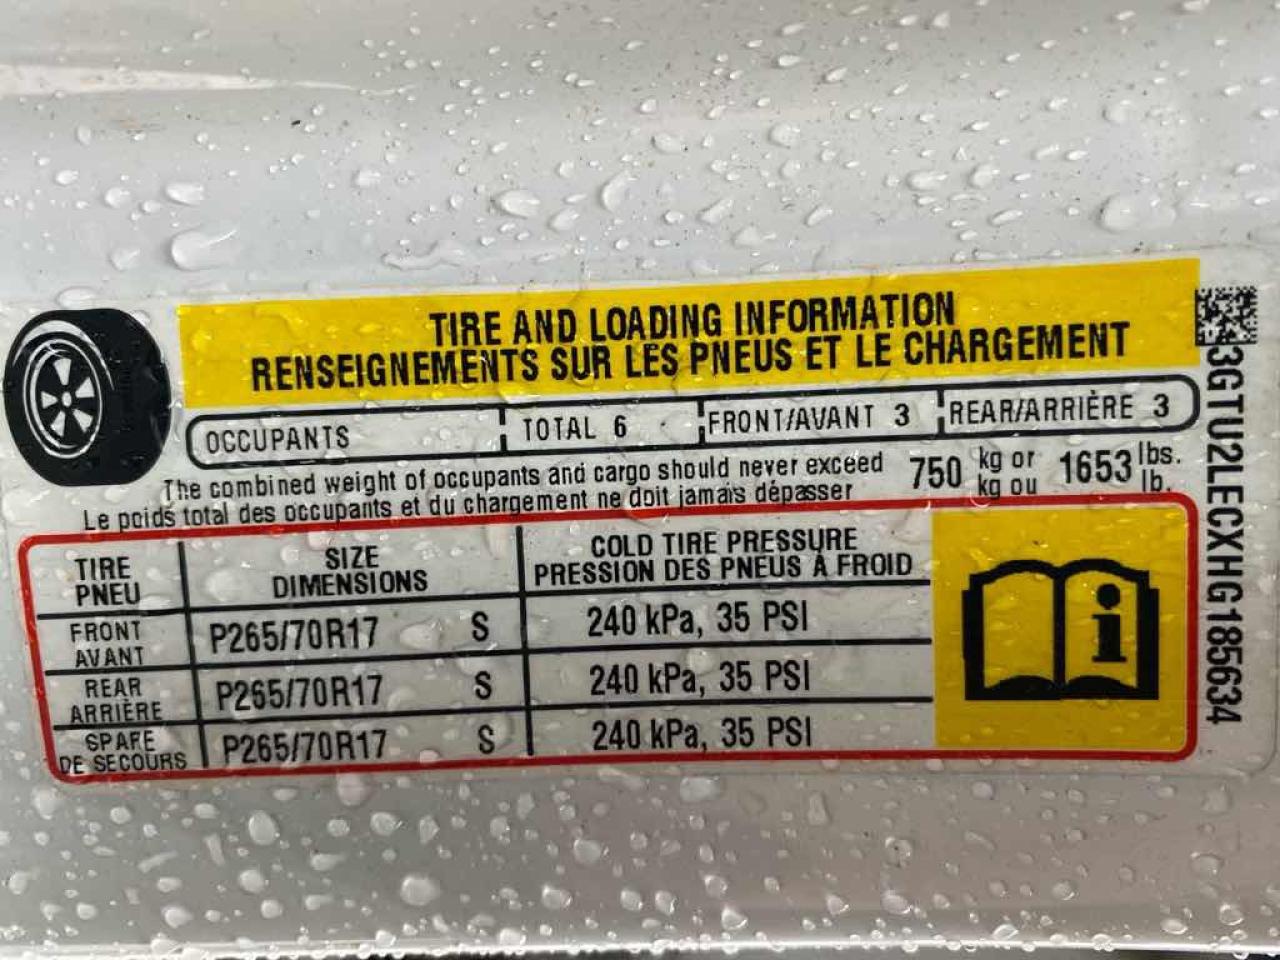 TIRE AND LOADING INFORMATION
RENSEIGNEMENTS SUR LES PNEUS ET LE CHARGEMENT
OCCUPANTS TOTAL 6 FRONT/AVANT 3 REAR/ARRIÈRE 3
The combined weight of occupants and cargo should never exceed 750 kg or 1653 lbs.
Le poids total des occupants et du chargement ne doit jamais dépasser kg ou lb.
TIRE SIZE COLD TIRE PRESSURE
PNEU DIMENSIONS PRESSION DES PNEUS À FROID
FRONT
AVANT P265/70R17 S 240 kPa, 35 PSI
REAR
ARRIÈRE P265/70R17 S 240 kPa, 35 PSI
SPARE
DE SECOURS P265/70R17 S 240 kPa, 35 PSI
3GTU2LECXHG185634